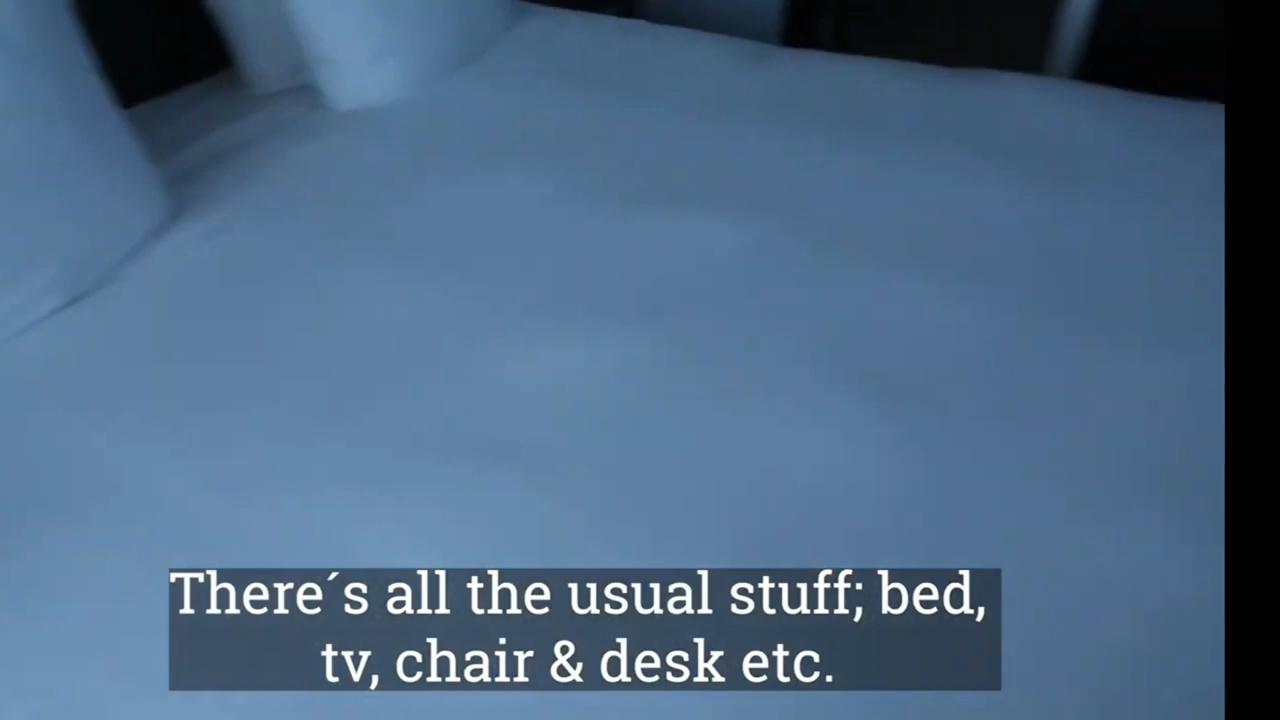 There´s all the usual stuff; bed,
tv, chair & desk etc.